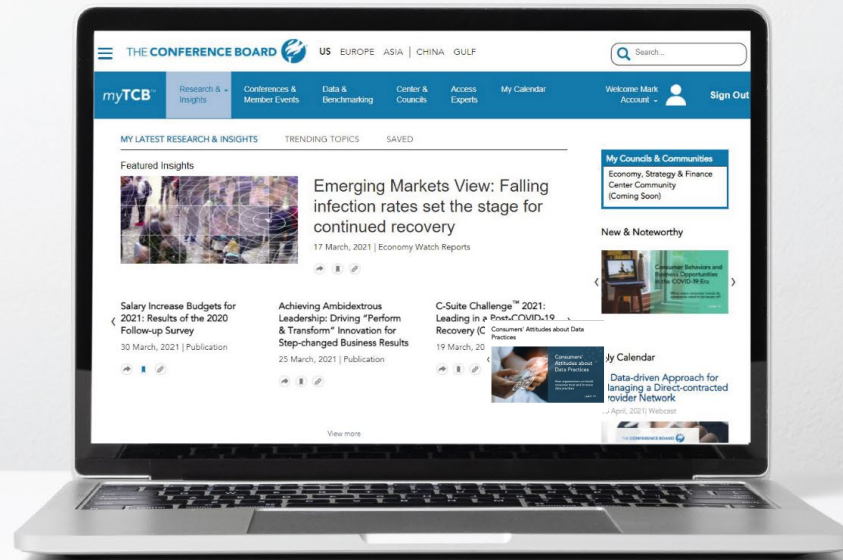 THE CONFERENCE BOARD
US EUROPE ASIA | CHINA GULF
Search...
myTCB™
Research & Insights
Conferences & Member Events
Data & Benchmarking
Center & Councils
Access Experts
My Calendar
Welcome Mark
Account
Sign Out
MY LATEST RESEARCH & INSIGHTS
TRENDING TOPICS
SAVED
Featured Insights
Emerging Markets View: Falling
infection rates set the stage for
continued recovery
17 March, 2021 | Economy Watch Reports
Salary Increase Budgets for
2021: Results of the 2020
Follow-up Survey
30 March, 2021 | Publication
Achieving Ambidextrous
Leadership: Driving "Perform
& Transform" Innovation for
Step-changed Business Results
25 March, 2021 | Publication
C-Suite Challenge™ 2021:
Leading in a Post-COVID-19
Recovery (C
19 March, 20
Consumers' Attitudes about Data
Practices
Consumers'
Attitudes about
Data Practices
View more
My Councils & Communities
Economy, Strategy & Finance
Center Community
(Coming Soon)
New & Noteworthy
Consumer Behaviors and
Business Opportunities
in the COVID-19 Era
My Calendar
Data-driven Approach for
Managing a Direct-contracted
Provider Network
April, 2021| Webcast
THE CONFERENCE BOARD